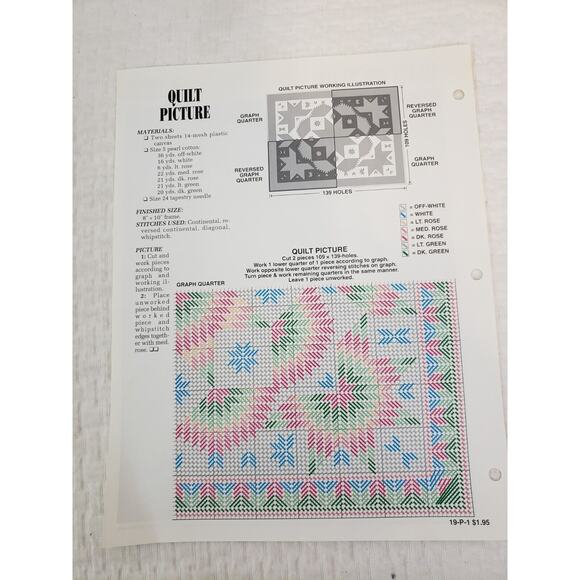 QUILT
PICTURE
MATERIALS:
❑ Two sheets 14-mesh plastic
canvas
❑ Size 5 pearl cotton:
36 yds. off-white
16 yds. white
6 yds. lt. rose
22 yds. med. rose
21 yds. dk. rose
21 yds. lt. green
20 yds. dk. green
❑ Size 24 tapestry needle
FINISHED SIZE:
8" × 10" frame.
STITCHES USED: Continental, re-
versed continental, diagonal,
whipstitch.
PICTURE
1: Cut and
work pieces
according to
graph and
working il-
lustration.
2: Place
unworked
piece behind
worked
piece and
whipstitch
edges togeth-
er with med.
rose. ❑❑
QUILT PICTURE WORKING ILLUSTRATION
GRAPH
QUARTER
REVERSED
GRAPH
QUARTER
109 HOLES
REVERSED
GRAPH
QUARTER
GRAPH
QUARTER
139 HOLES
= OFF-WHITE
= WHITE
= LT. ROSE
= MED. ROSE
= DK. ROSE
= LT. GREEN
= DK. GREEN
QUILT PICTURE
Cut 2 pieces 109 × 139-holes.
Work 1 lower quarter of 1 piece according to graph.
Work opposite lower quarter reversing stitches on graph.
Turn piece & work remaining quarters in the same manner.
Leave 1 piece unworked.
GRAPH QUARTER
19-P-1 $1.95